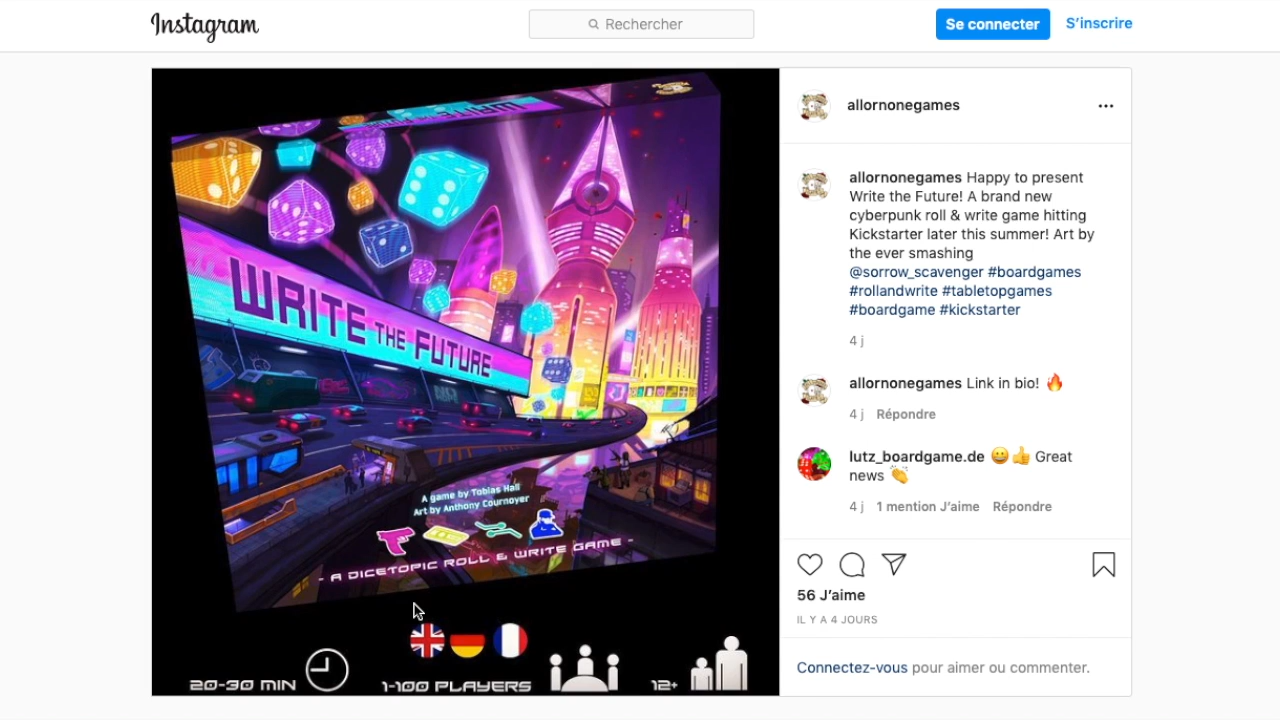 Instagram
Rechercher
Se connecter
S'inscrire
WRITE THE FUTURE
WRITE THE FUTURE
A game by Tobias Hall
Art by Anthony Cournoyer
- A DICETOPIC ROLL & WRITE GAME -
20-30 MIN
1-100 PLAYERS
12+
allornonegames
allornonegames Happy to present
Write the Future! A brand new
cyberpunk roll & write game hitting
Kickstarter later this summer! Art by
the ever smashing
@sorrow_scavenger #boardgames
#rollandwrite #tabletopgames
#boardgame #kickstarter
4 j
allornonegames Link in bio! 🔥
4 j Répondre
lutz_boardgame.de 😀👍 Great
news 👏
4 j 1 mention J'aime Répondre
56 J'aime
IL Y A 4 JOURS
Connectez-vous pour aimer ou commenter.